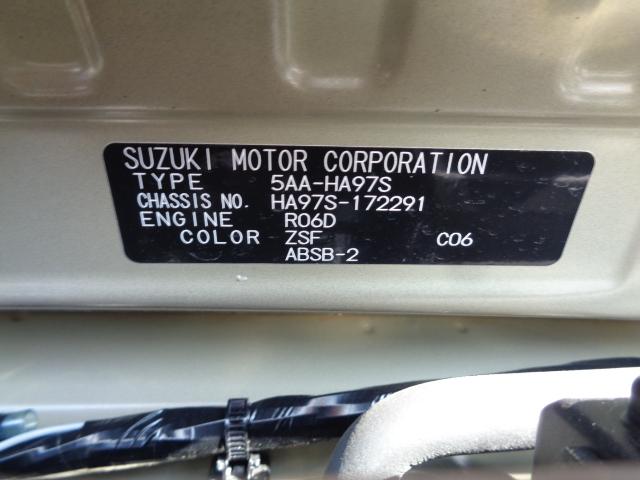 SUZUKI MOTOR CORPORATION
TYPE 5AA-HA97S
CHASSIS NO. HA97S-172291
ENGINE R06D
COLOR ZSF C06
ABSB-2